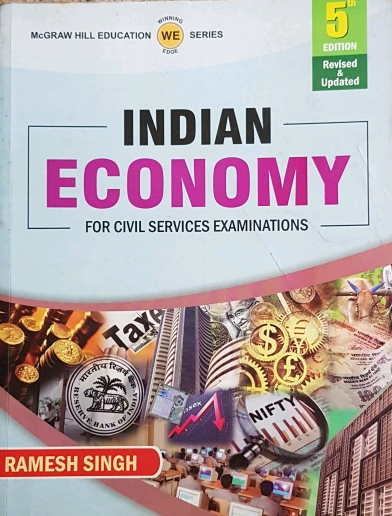 McGRAW HILL EDUCATION
WINNING
WE
EDGE
SERIES
5th
EDITION
Revised
&
Updated
INDIAN
ECONOMY
FOR CIVIL SERVICES EXAMINATIONS
Taxe
भारतीय रिज़र्व बैंक
RESERVE BANK OF INDIA
NIFTY
RAMESH SINGH